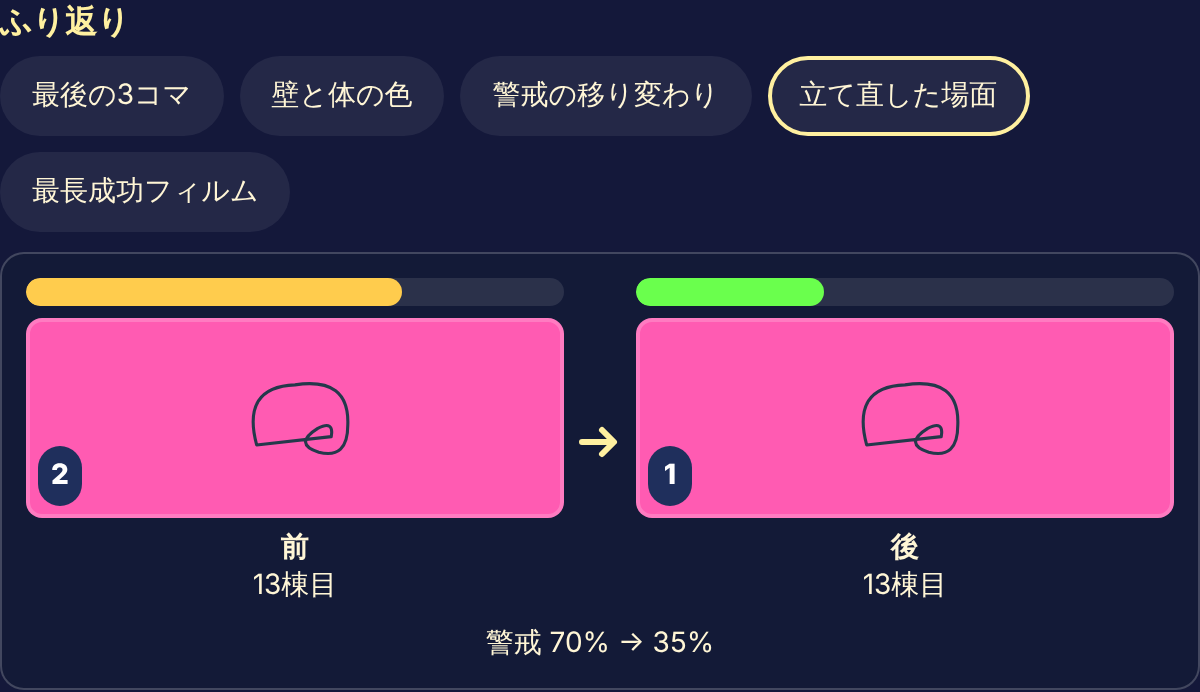 ふり返り
最後の3コマ
壁と体の色
警戒の移り変わり
立て直した場面
最長成功フィルム
2
→
1
前
13棟目
後
13棟目
警戒 70% → 35%